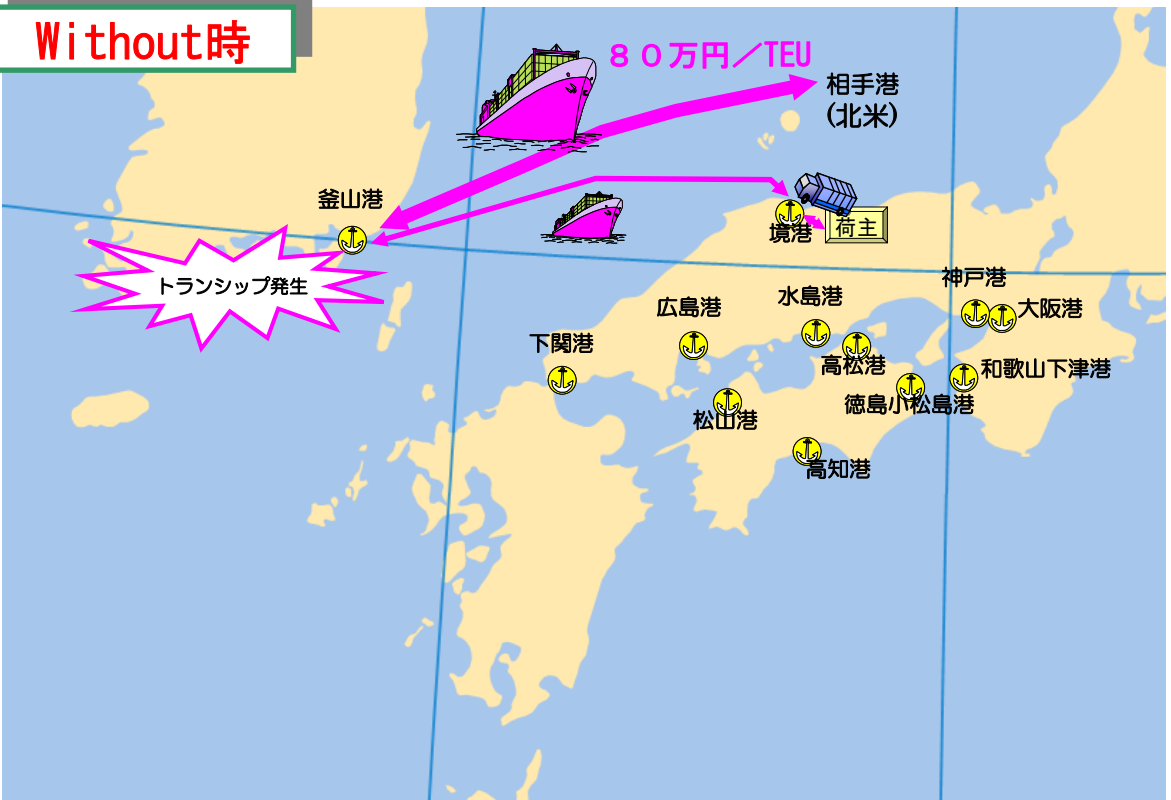 Without時
８０万円／TEU
相手港
(北米)
釜山港
境港
荷主
トランシップ発生
神戸港
水島港
広島港
大阪港
下関港
高松港
和歌山下津港
徳島小松島港
松山港
高知港